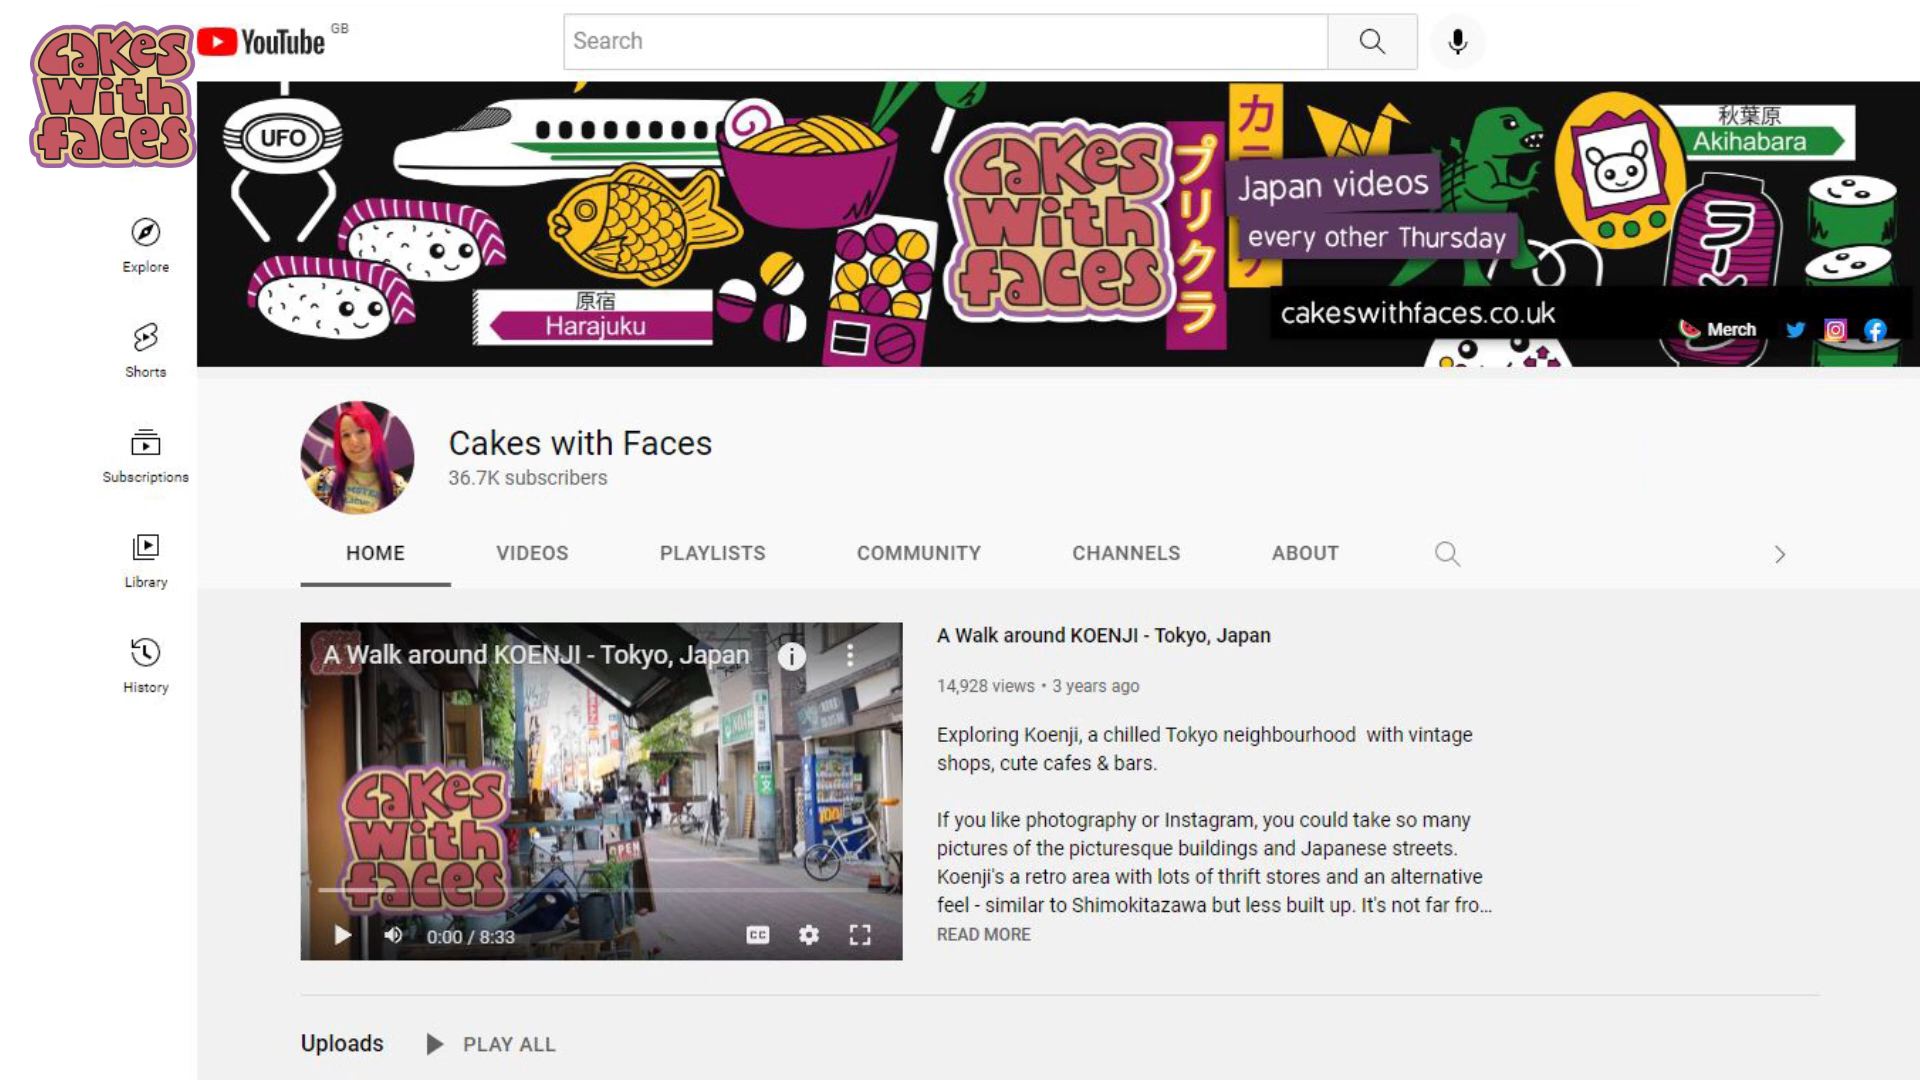 Cakes
With
faces
YouTube GB
Search
UFO
原宿
Harajuku
Cakes
With
faces
プリクラ
カ
Japan videos
every other Thursday
秋葉原
Akihabara
ラーメン
cakeswithfaces.co.uk
Merch
Explore
Shorts
Subscriptions
Library
History
Cakes with Faces
36.7K subscribers
HOME VIDEOS PLAYLISTS COMMUNITY CHANNELS ABOUT
A Walk around KOENJI - Tokyo, Japan
Cakes
With
faces
OPEN
0:00 / 8:33
CC
A Walk around KOENJI - Tokyo, Japan
14,928 views • 3 years ago
Exploring Koenji, a chilled Tokyo neighbourhood with vintage
shops, cute cafes & bars.
If you like photography or Instagram, you could take so many
pictures of the picturesque buildings and Japanese streets.
Koenji's a retro area with lots of thrift stores and an alternative
feel - similar to Shimokitazawa but less built up. It's not far fro...
READ MORE
Uploads PLAY ALL